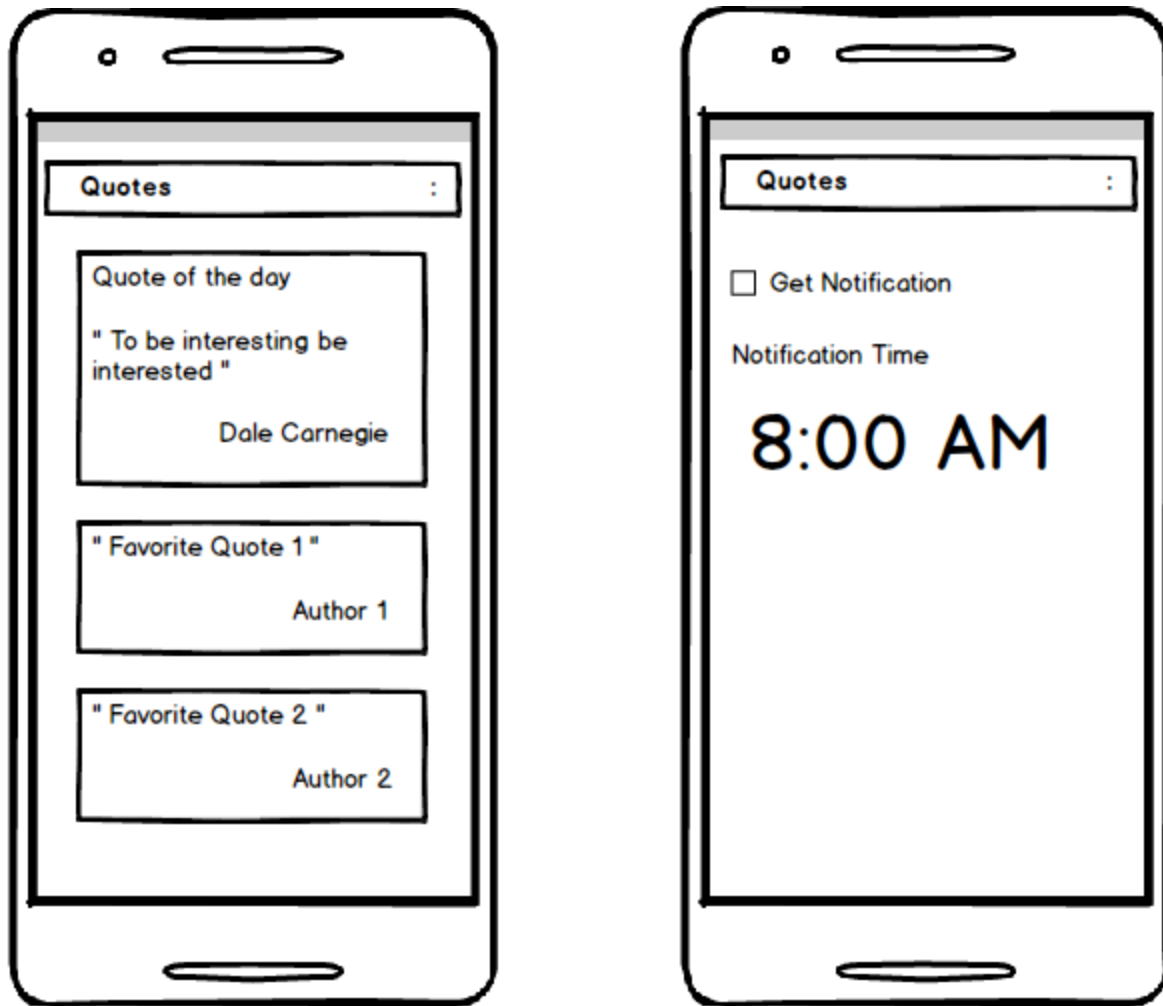 Quotes :
Quote of the day
" To be interesting be
interested "
Dale Carnegie
" Favorite Quote 1 "
Author 1
" Favorite Quote 2 "
Author 2
Quotes :
Get Notification
Notification Time
8:00 AM